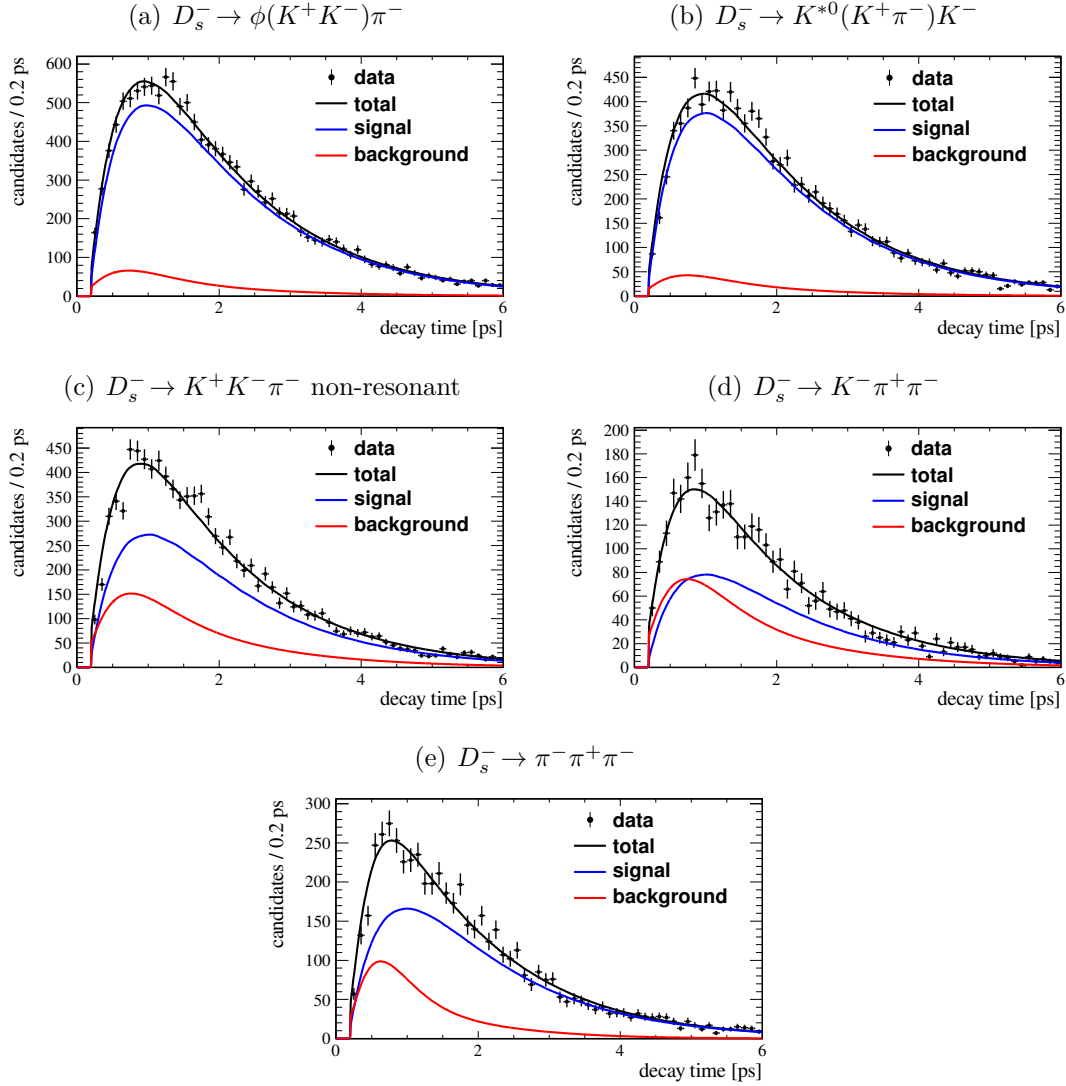 (a) D_s^- → ϕ(K^+K^-)π^-
(b) D_s^- → K^{*0}(K^+π^-)K^-
candidates / 0.2 ps
600
500
400
300
200
100
0
data
total
signal
background
0 2 4 6
decay time [ps]
candidates / 0.2 ps
450
400
350
300
250
200
150
100
50
0
data
total
signal
background
0 2 4 6
decay time [ps]
(c) D_s^- → K^+K^-π^- non-resonant
(d) D_s^- → K^-π^+π^-
candidates / 0.2 ps
450
400
350
300
250
200
150
100
50
0
data
total
signal
background
0 2 4 6
decay time [ps]
candidates / 0.2 ps
200
180
160
140
120
100
80
60
40
20
0
data
total
signal
background
0 2 4 6
decay time [ps]
(e) D_s^- → π^-π^+π^-
candidates / 0.2 ps
300
250
200
150
100
50
0
data
total
signal
background
0 2 4 6
decay time [ps]